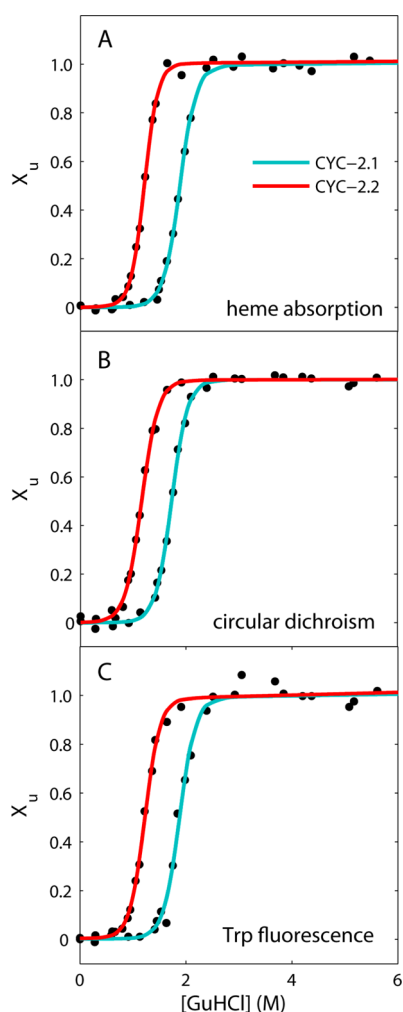 A
1.0
0.8
0.6
0.4
0.2
0
X u
CYC−2.1
CYC−2.2
heme absorption
B
1.0
0.8
0.6
0.4
0.2
0
X u
circular dichroism
C
1.0
0.8
0.6
0.4
0.2
0
X u
Trp fluorescence
0 2 4 6
[GuHCl] (M)